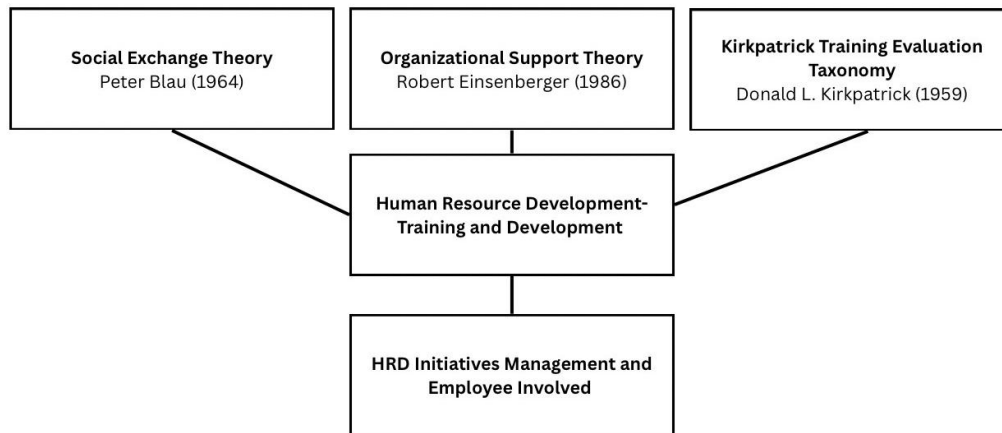 Social Exchange Theory
Peter Blau (1964)
Organizational Support Theory
Robert Einsenberger (1986)
Kirkpatrick Training Evaluation
Taxonomy
Donald L. Kirkpatrick (1959)
Human Resource Development-
Training and Development
HRD Initiatives Management and
Employee Involved